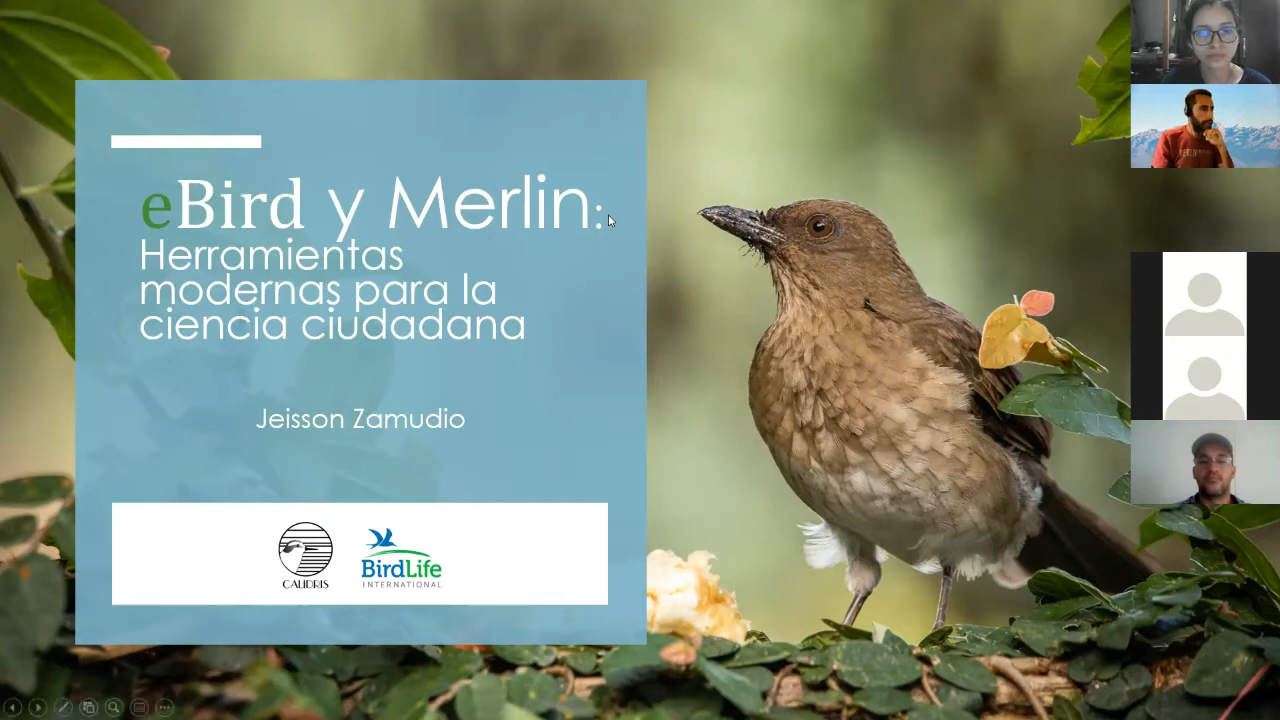 eBird y Merlin:
Herramientas
modernas para la
ciencia ciudadana
Jeisson Zamudio
CALIDRIS
BirdLife
INTERNATIONAL